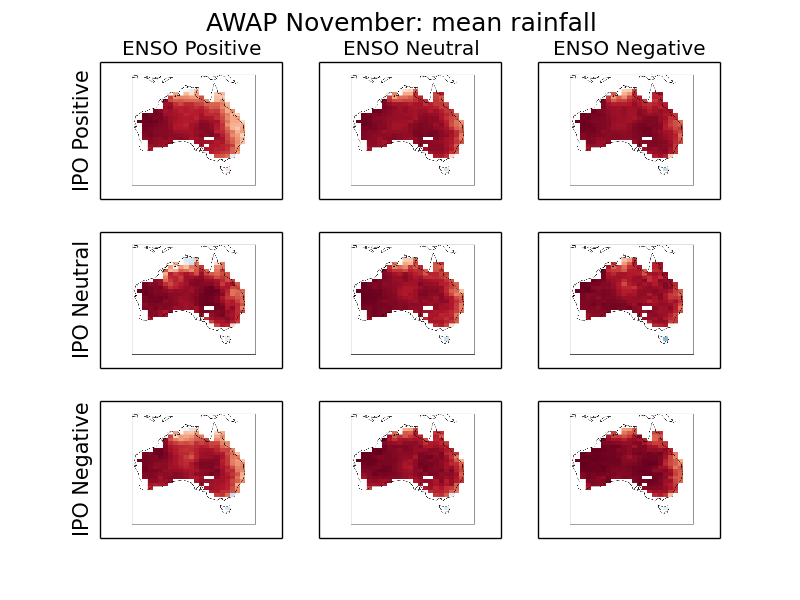 AWAP November: mean rainfall
ENSO Positive
ENSO Neutral
ENSO Negative
IPO Positive
IPO Neutral
IPO Negative